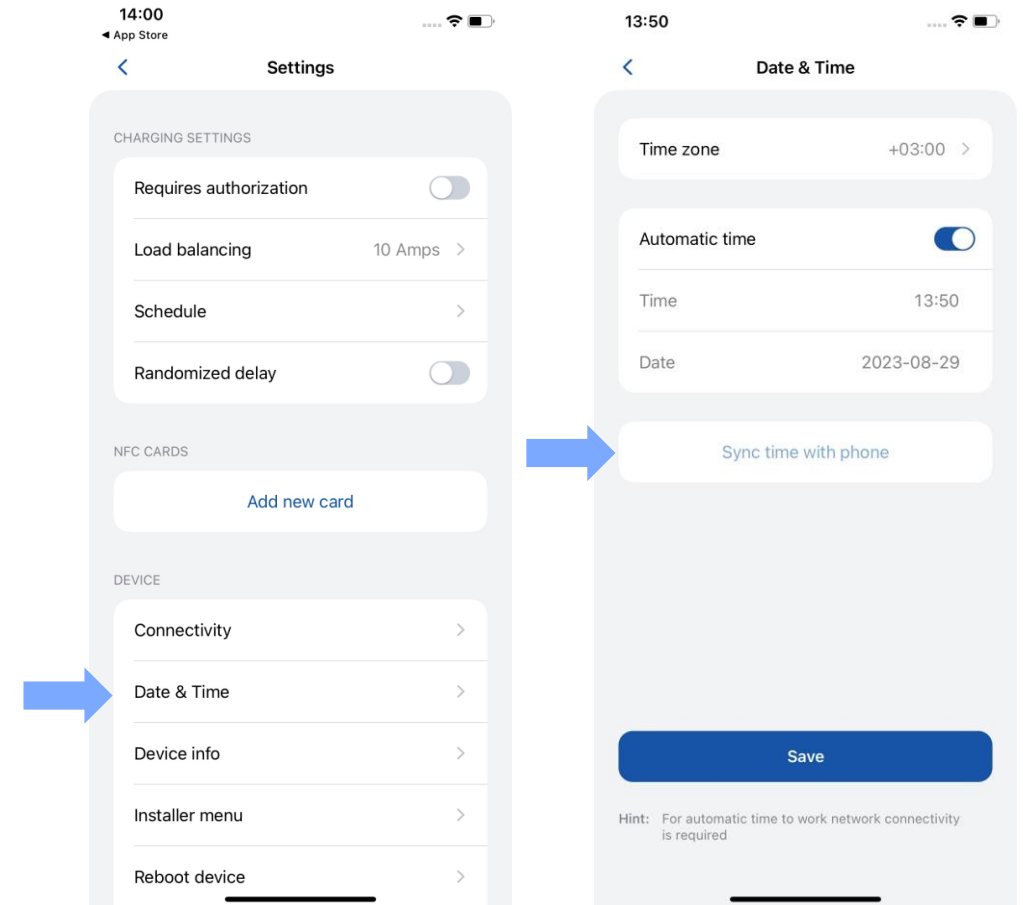 14:00
App Store
Settings
CHARGING SETTINGS
Requires authorization
Load balancing 10 Amps
Schedule
Randomized delay
NFC CARDS
Add new card
DEVICE
Connectivity
Date & Time
Device info
Installer menu
Reboot device
13:50
Date & Time
Time zone +03:00
Automatic time
Time 13:50
Date 2023-08-29
Sync time with phone
Save
Hint: For automatic time to work network connectivity
is required